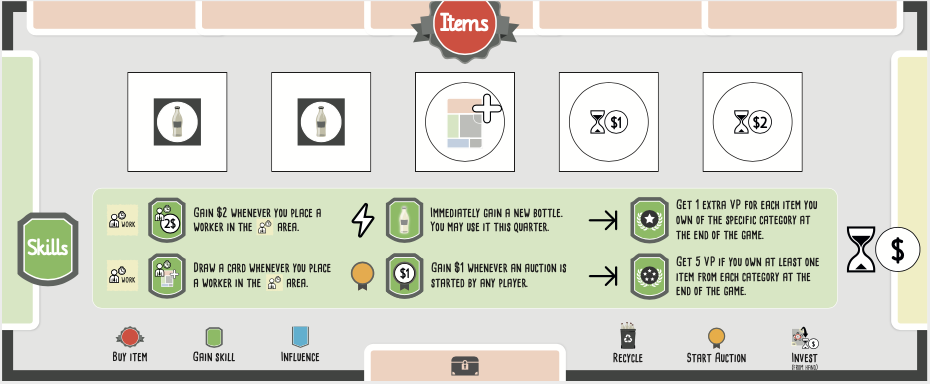 Items
$1
$2
Skills
WORK
2$
GAIN $2 WHENEVER YOU PLACE A
WORKER IN THE AREA.
IMMEDIATELY GAIN A NEW BOTTLE.
YOU MAY USE IT THIS QUARTER.
GET 1 EXTRA VP FOR EACH ITEM YOU
OWN OF THE SPECIFIC CATEGORY AT
THE END OF THE GAME.
WORK
DRAW A CARD WHENEVER YOU PLACE
A WORKER IN THE AREA.
$1
GAIN $1 WHENEVER AN AUCTION IS
STARTED BY ANY PLAYER.
GET 5 VP IF YOU OWN AT LEAST ONE
ITEM FROM EACH CATEGORY AT THE
END OF THE GAME.
$
BUY ITEM
GAIN SKILL
INFLUENCE
RECYCLE
START AUCTION
INVEST
(FROM HAND)